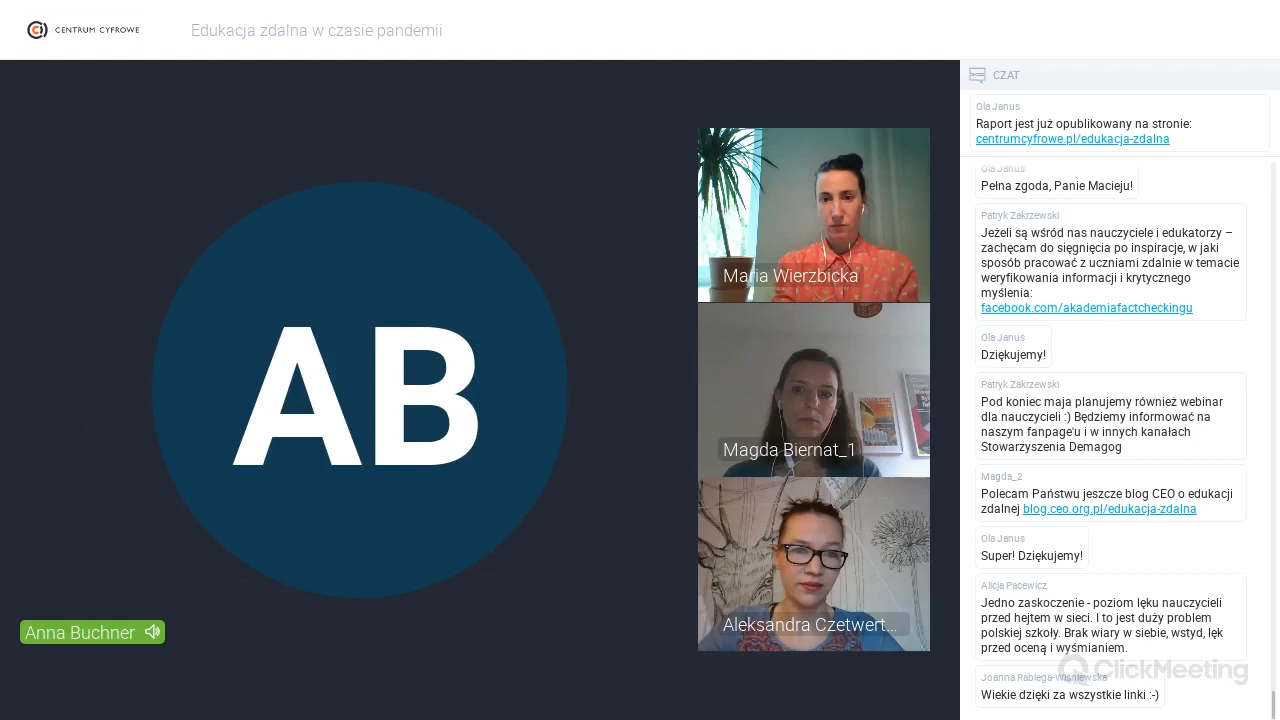 CENTRUM CYFROWE
Edukacja zdalna w czasie pandemii
AB
Anna Buchner
Maria Wierzbicka
Magda Biernat_1
Aleksandra Czetwert...
CZAT
Ola Janus
Raport jest już opublikowany na stronie:
centrumcyfrowe.pl/edukacja-zdalna
Ola Janus
Pełna zgoda, Panie Macieju!
Patryk Zakrzewski
Jeżeli są wśród nas nauczyciele i edukatorzy –
zachęcam do sięgnięcia po inspirację, w jaki
sposób pracować z uczniami zdalnie w temacie
weryfikowania informacji i krytycznego
myślenia:
facebook.com/akademiafactcheckingu
Ola Janus
Dziękujemy!
Patryk Zakrzewski
Pod koniec maja planujemy również webinar
dla nauczycieli :) Będziemy informować na
naszym fanpage'u i w innych kanałach
Stowarzyszenia Demagog
Magda_2
Polecam Państwu jeszcze blog CEO o edukacji
zdalnej blog.ceo.org.pl/edukacja-zdalna
Ola Janus
Super! Dziękujemy!
Alicja Pacewicz
Jedno zaskoczenie - poziom lęku nauczycieli
przed hejtem w sieci. I to jest duży problem
polskiej szkoły. Brak wiary w siebie, wstyd, lęk
przed oceną i wyśmianiem.
ClickMeeting
Joanna Rabiega-Wiśniewska
Wiekie dzięki za wszystkie linki :-)